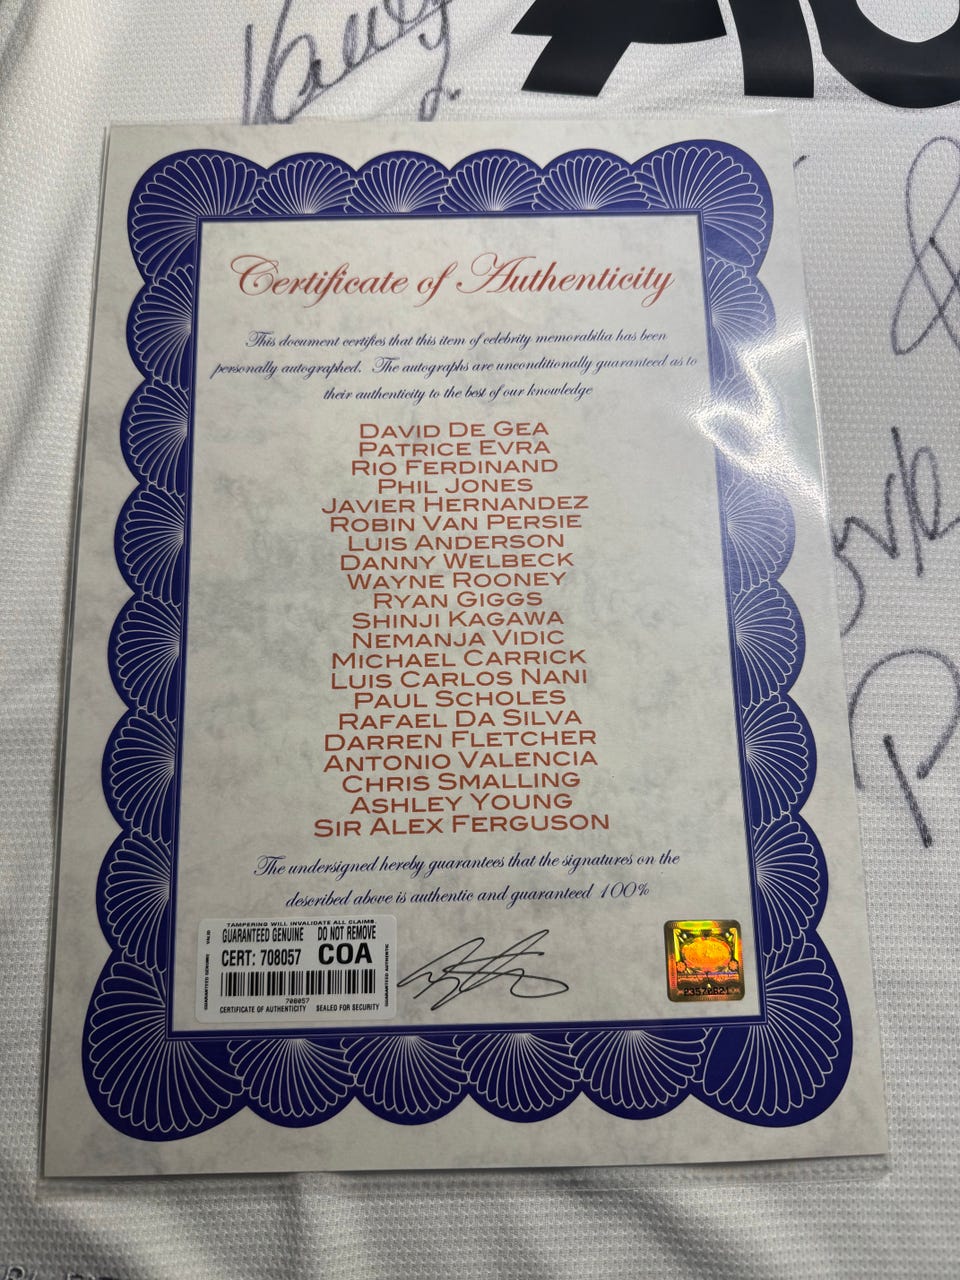 AO
Certificate of Authenticity
This document certifies that this item of celebrity memorabilia has been
personally autographed. The autographs are unconditionally guaranteed as to
their authenticity to the best of our knowledge
DAVID DE GEA
PATRICE EVRA
RIO FERDINAND
PHIL JONES
JAVIER HERNANDEZ
ROBIN VAN PERSIE
LUIS ANDERSON
DANNY WELBECK
WAYNE ROONEY
RYAN GIGGS
SHINJI KAGAWA
NEMANJA VIDIC
MICHAEL CARRICK
LUIS CARLOS NANI
PAUL SCHOLES
RAFAEL DA SILVA
DARREN FLETCHER
ANTONIO VALENCIA
CHRIS SMALLING
ASHLEY YOUNG
SIR ALEX FERGUSON
The undersigned hereby guarantees that the signatures on the
described above is authentic and guaranteed 100%
TAMPERING WILL INVALIDATE ALL CLAIMS.
GUARANTEED GENUINE DO NOT REMOVE
CERT: 708057 COA
708057
CERTIFICATE OF AUTHENTICITY SEALED FOR SECURITY
GUARANTEED GENUINE VALID
GUARANTEED AUTHENTIC